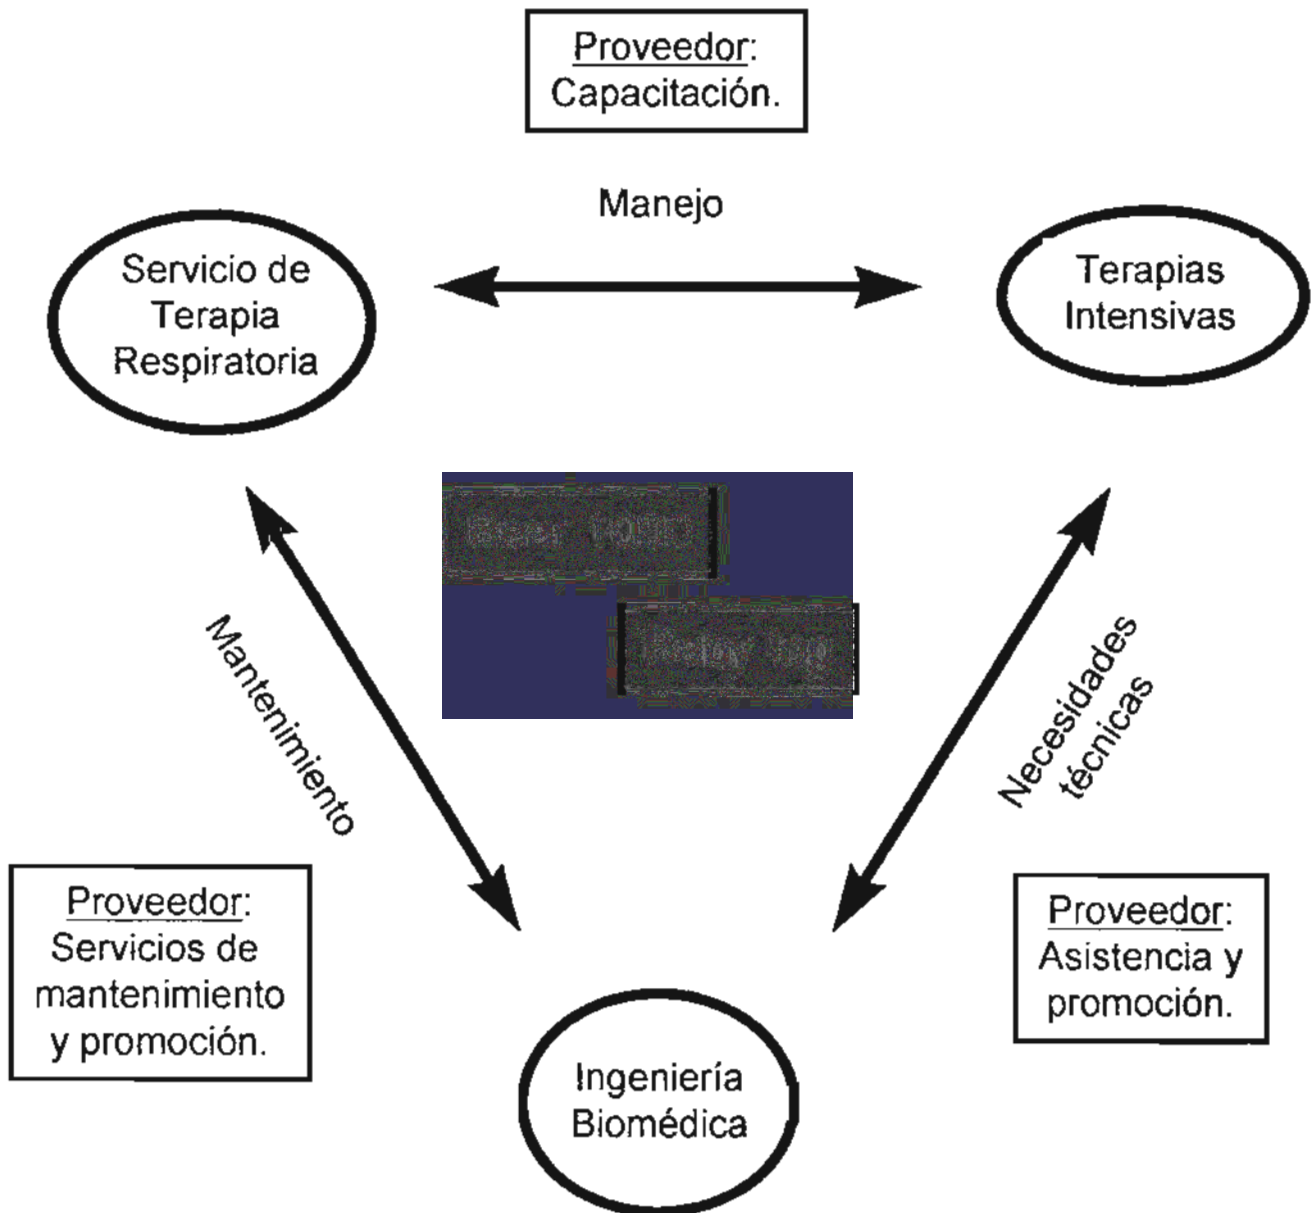 Proveedor:
Capacitación.
Manejo
Servicio de
Terapia
Respiratoria
Terapias
Intensivas
Mantenimiento
Necesidades
técnicas
Proveedor:
Servicios de
mantenimiento
y promoción.
Proveedor:
Asistencia y
promoción.
Ingeniería
Biomédica